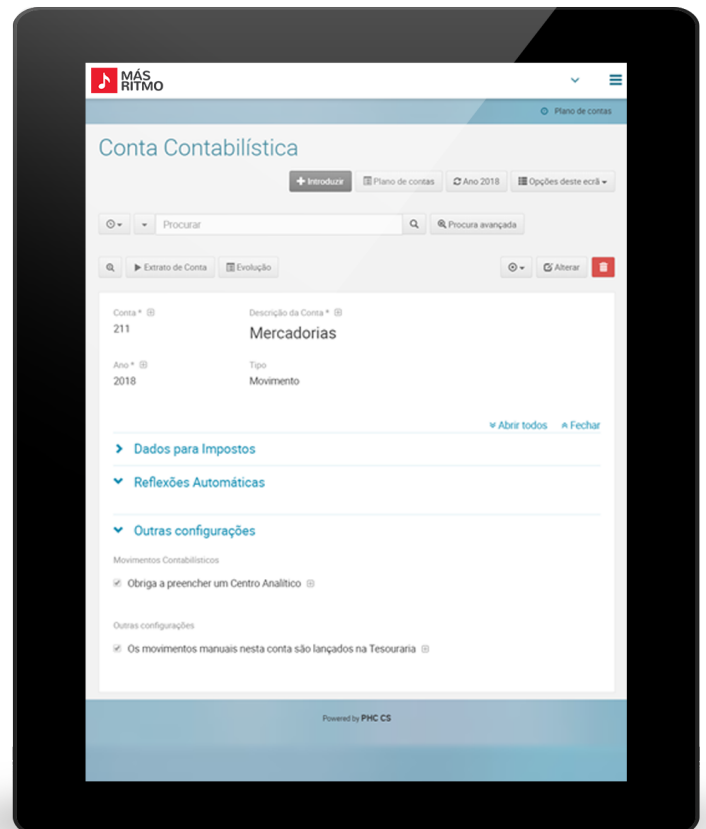 MÁS
RITMO
Plano de contas
Conta Contabilística
Introduzir Plano de contas Ano 2018 Opções deste ecrã
Procurar Procura avançada
Extrato de Conta Evolução Alterar
Conta * Descrição da Conta *
211 Mercadorias
Ano * Tipo
2018 Movimento
Abrir todos Fechar
Dados para Impostos
Reflexões Automáticas
Outras configurações
Movimentos Contabilísticos
Obriga a preencher um Centro Analítico
Outras configurações
Os movimentos manuais nesta conta são lançados na Tesouraria
Powered by PHC CS